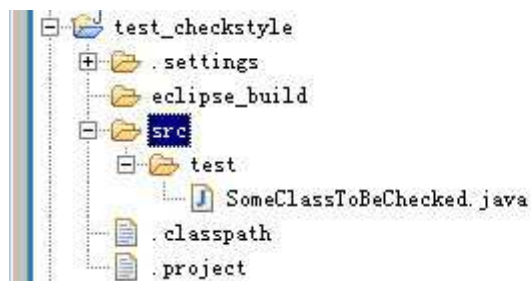 test_checkstyle
.settings
eclipse_build
src
test
SomeClassToBeChecked.java
.classpath
.project